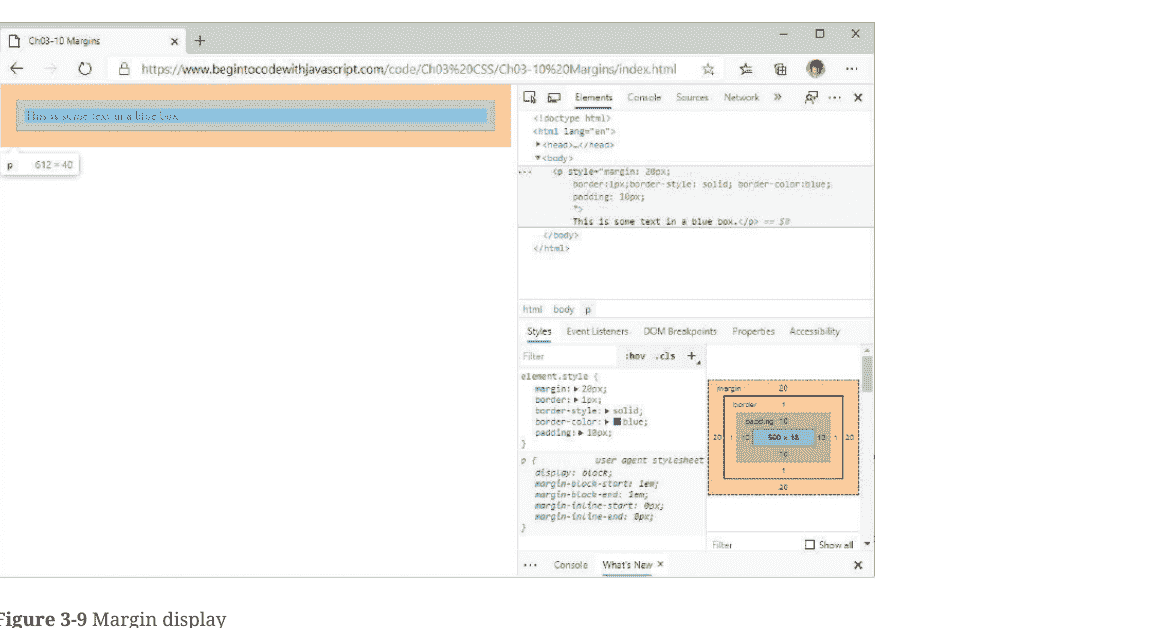 Ch03-10 Margins
https://www.begintocodewithjavascript.com/code/Ch03%20CSS/Ch03-10%20Margins/index.html
This is some text in a blue box.
p 612 × 40
Elements Console Sources Network »
<!doctype html>
<html lang="en">
<head>…</head>
<body>
<p style="margin: 20px;
border:1px;border-style: solid; border-color:blue;
padding: 10px;
">
This is some text in a blue box.</p> == $0
</body>
</html>
html body p
Styles Event Listeners DOM Breakpoints Properties Accessibility
Filter :hov .cls +
element.style {
margin: 20px;
border: 1px;
border-style: solid;
border-color: blue;
padding: 10px;
}
p { user agent stylesheet
display: block;
margin-block-start: 1em;
margin-block-end: 1em;
margin-inline-start: 0px;
margin-inline-end: 0px;
}
margin 20
border 1
padding 10
20 1 10 × 18 10 1 20
10
1
20
Filter Show all
Console What's New
Figure 3-9 Margin display